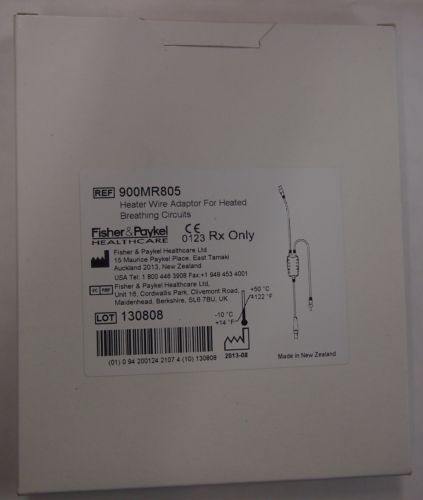 REF 900MR805
Heater Wire Adaptor For Heated
Breathing Circuits
Fisher&Paykel
HEALTHCARE
CE
0123 Rx Only
Fisher & Paykel Healthcare Ltd
15 Maurice Paykel Place, East Tamaki
Auckland 2013, New Zealand
USA Tel: 1 800 446 3908 Fax:+1 949 453 4001
EC REP
Fisher & Paykel Healthcare Ltd,
Unit 16, Cordwallis Park, Clivemont Road,
Maidenhead, Berkshire, SL6 7BU, UK
+50 °C
+122 °F
LOT 130808
-10 °C
+14 °F
2013-08
(01) 0 94 200124 2107 4 (10) 130808
Made in New Zealand